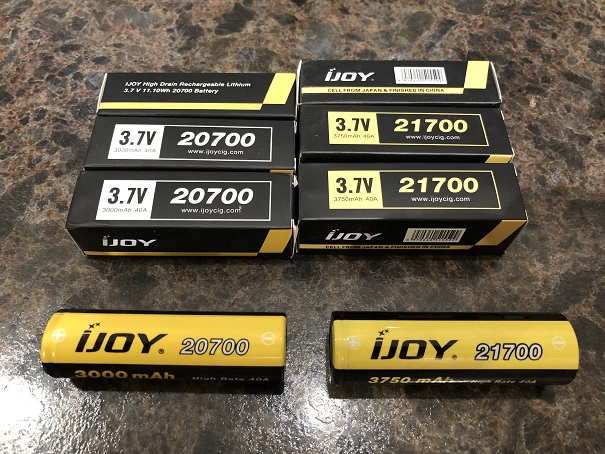 IJOY High Drain Rechargeable Lithium
3.7 V 11.10Wh 20700 Battery
3.7V
3000mAh 40A
20700
www.ijoycig.com
3.7V
3000mAh 40A
20700
www.ijoycig.com
iJOY
iJOY
CELL FROM JAPAN & FINISHED IN CHINA
3.7V
3750mAh 40A
21700
www.ijoycig.com
3.7V
3750mAh 40A
21700
www.ijoycig.com
iJOY
CELL FROM JAPAN & FINISHED IN CHINA
iJOY® 20700
3000 mAh High Rate 40A
iJOY® 21700
3750 mAh High Rate 40A